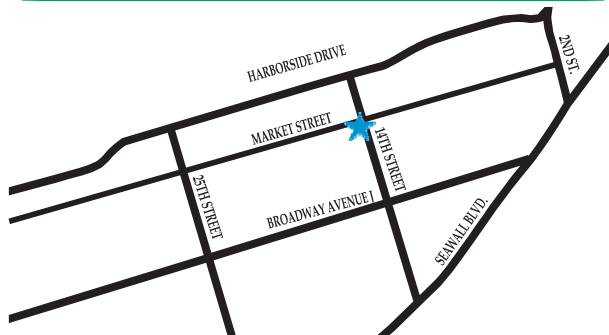 HARBORSIDE DRIVE
2ND ST.
MARKET STREET
14TH STREET
25TH STREET
BROADWAY AVENUE J
SEAWALL BLVD.